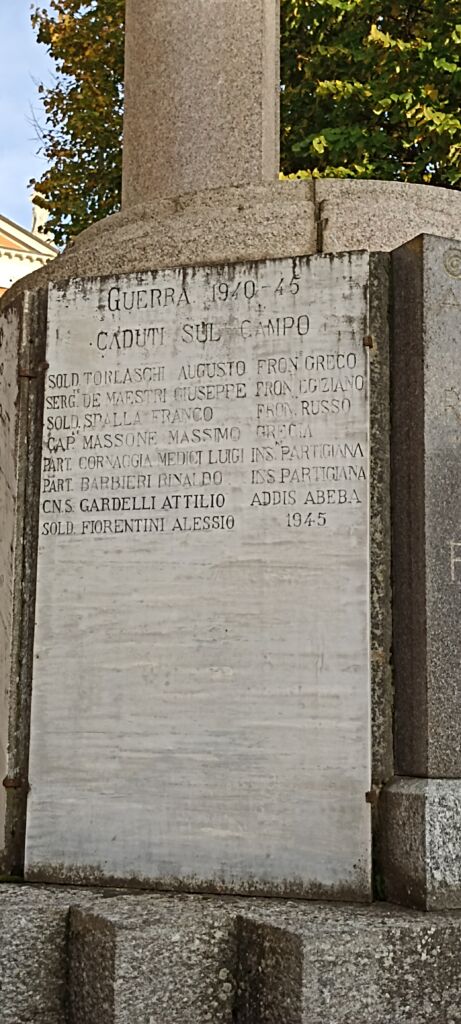 GUERRA 1940-45
CADUTI SUL CAMPO
SOLD. TORLASCHI AUGUSTO FRON. GRECO
SERG. DE MAESTRI GIUSEPPE FRON. EGIZIANO
SOLD. SPALLA FRANCO FRON. RUSSO
CAP. MASSONE MASSIMO GRECIA
PART. CORNAGGIA MEDICI LUIGI INS. PARTIGIANA
PART. BARBIERI RINALDO INS. PARTIGIANA
C.N.S. GARDELLI ATTILIO ADDIS ABEBA
SOLD. FIORENTINI ALESSIO 1945